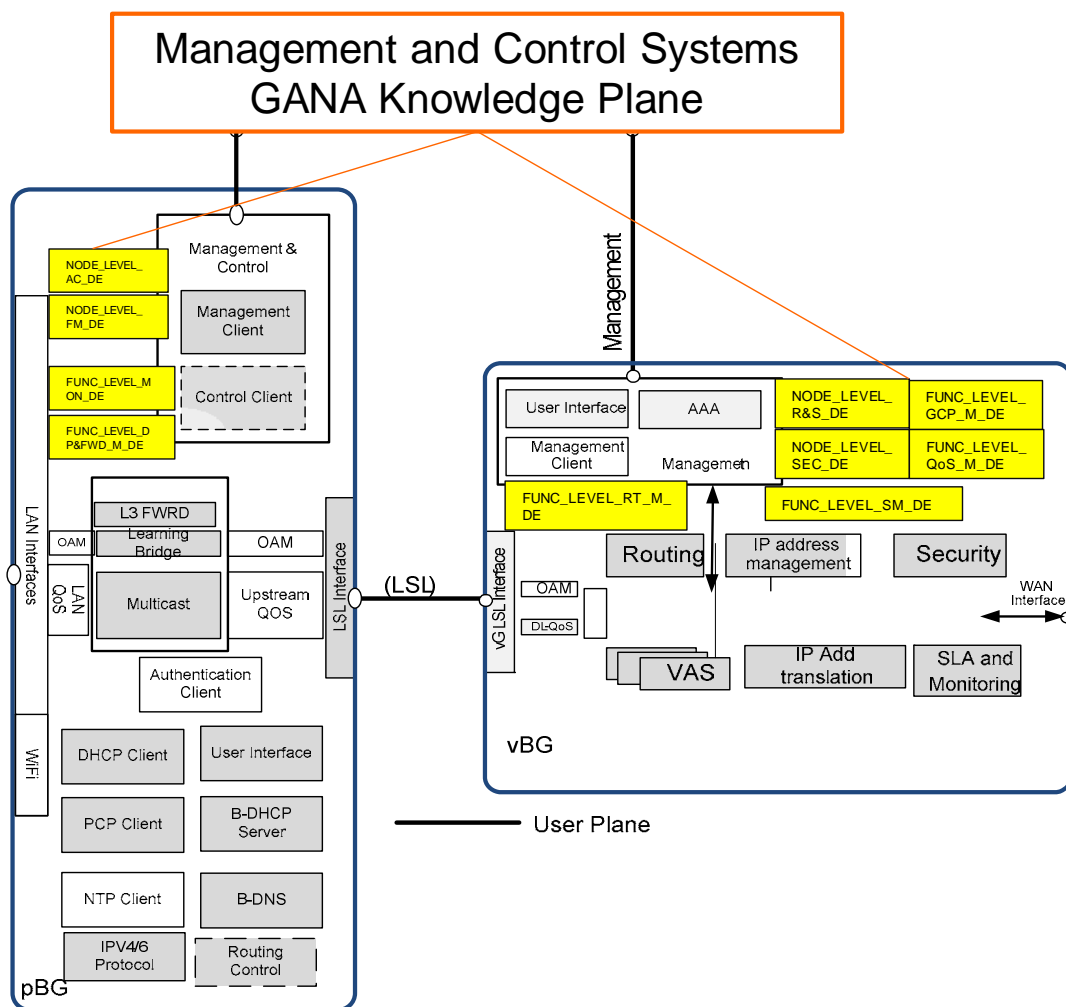 Management and Control Systems
GANA Knowledge Plane
Management &
Control
NODE_LEVEL_
AC_DE
NODE_LEVEL_
FM_DE
Management
Client
FUNC_LEVEL_M
ON_DE
Control Client
FUNC_LEVEL_D
P&FWD_M_DE
LAN Interfaces
L3 FWRD
OAM
Learning
Bridge
OAM
LAN
QoS
Multicast
Upstream
QOS
LSL Interface
Authentication
Client
WiFi
DHCP Client
User Interface
PCP Client
B-DHCP
Server
NTP Client
B-DNS
IPV4/6
Protocol
Routing
Control
pBG
(LSL)
Management
User Interface
AAA
NODE_LEVEL_
R&S_DE
FUNC_LEVEL_
GCP_M_DE
Management
Client
Managemen
NODE_LEVEL_
SEC_DE
FUNC_LEVEL_
QoS_M_DE
FUNC_LEVEL_RT_M_
DE
FUNC_LEVEL_SM_DE
vG LSL Interface
Routing
IP address
management
Security
OAM
DL-QoS
WAN
Interface
VAS
IP Add
translation
SLA and
Monitoring
vBG
User Plane